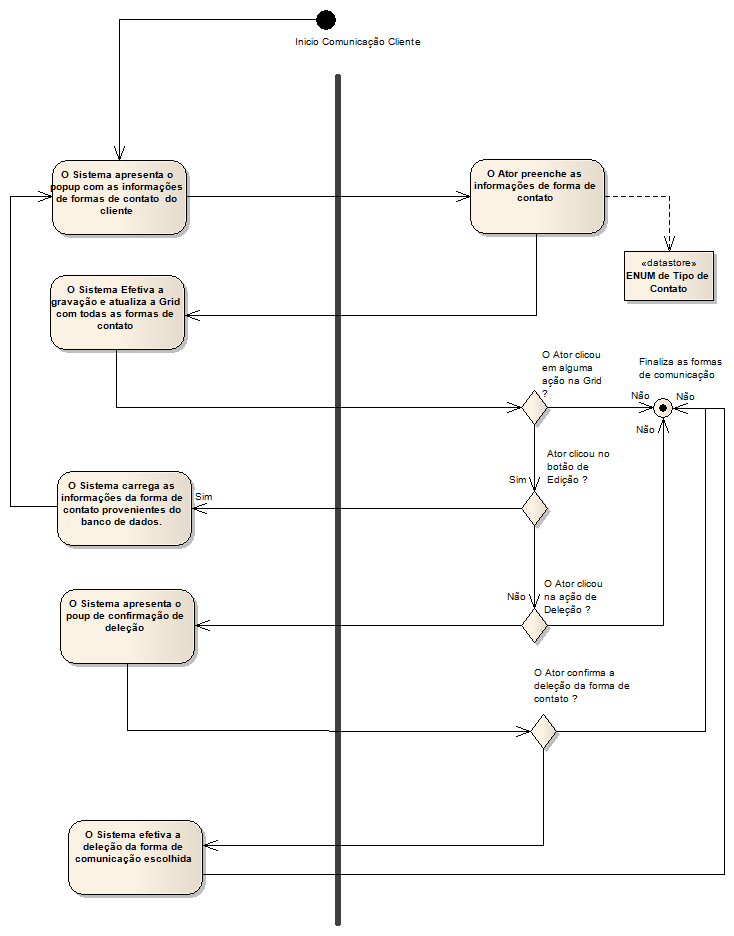 Inicio Comunicação Cliente
O Sistema apresenta o
popup com as informações
de formas de contato do
cliente
O Ator preenche as
informações de forma de
contato
«datastore»
ENUM de Tipo de
Contato
O Sistema Efetiva a
gravação e atualiza a Grid
com todas as formas de
contato
O Ator clicou
em alguma
ação na Grid
?
Finaliza as formas
de comunicação
Não
Não
Não
Ator clicou no
botão de
Edição ?
Sim
Sim
O Sistema carrega as
informações da forma de
contato provenientes do
banco de dados.
O Ator clicou
na ação de
Deleção ?
Não
O Sistema apresenta o
poup de confirmação de
deleção
O Ator confirma a
deleção da forma de
contato ?
O Sistema efetiva a
deleção da forma de
comunicação escolhida